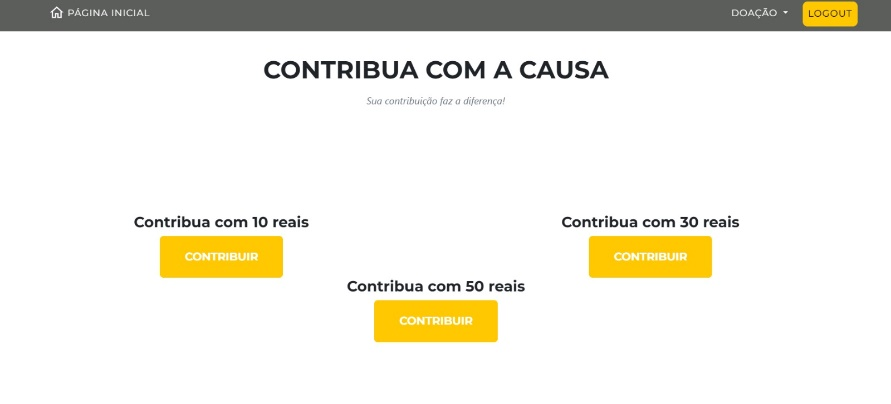 PÁGINA INICIAL
DOAÇÃO
LOGOUT
CONTRIBUA COM A CAUSA
Sua contribuição faz a diferença!
Contribua com 10 reais
CONTRIBUIR
Contribua com 30 reais
CONTRIBUIR
Contribua com 50 reais
CONTRIBUIR